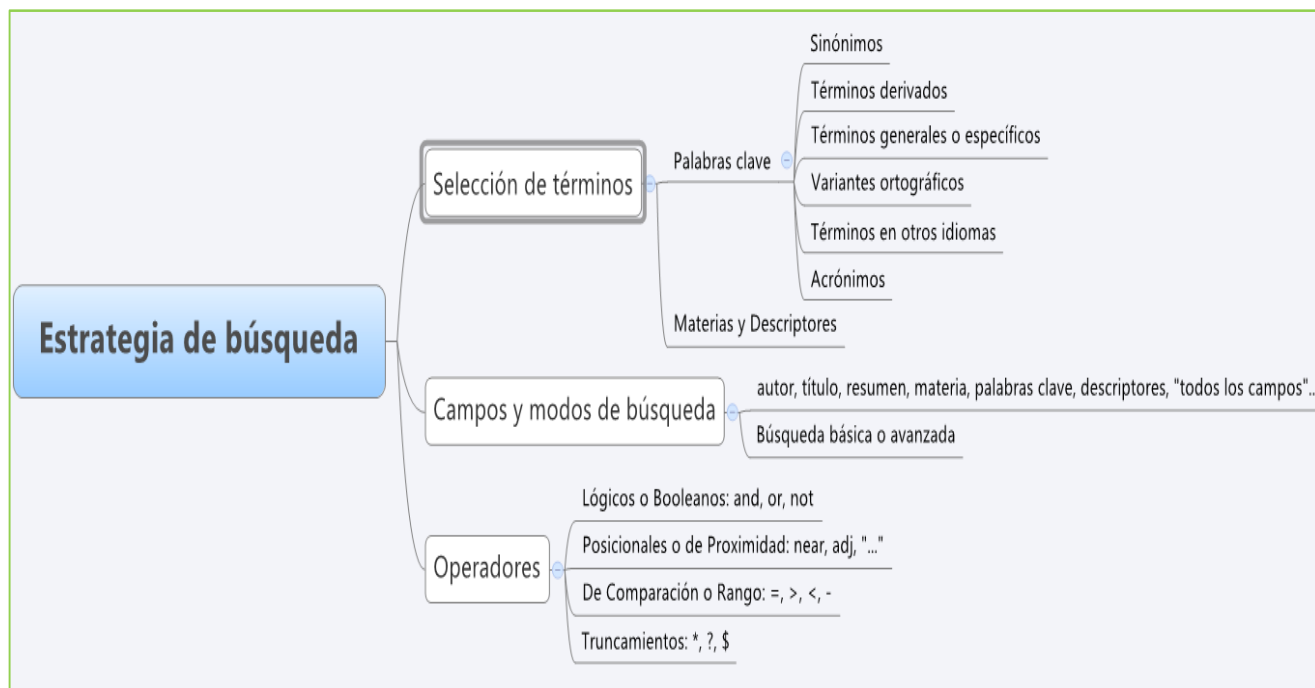 Estrategia de búsqueda
Selección de términos
Palabras clave
Sinónimos
Términos derivados
Términos generales o específicos
Variantes ortográficos
Términos en otros idiomas
Acrónimos
Materias y Descriptores
Campos y modos de búsqueda
autor, título, resumen, materia, palabras clave, descriptores, "todos los campos"..
Búsqueda básica o avanzada
Operadores
Lógicos o Booleanos: and, or, not
Posicionales o de Proximidad: near, adj, "..."
De Comparación o Rango: =, >, <, -
Truncamientos: *, ?, $